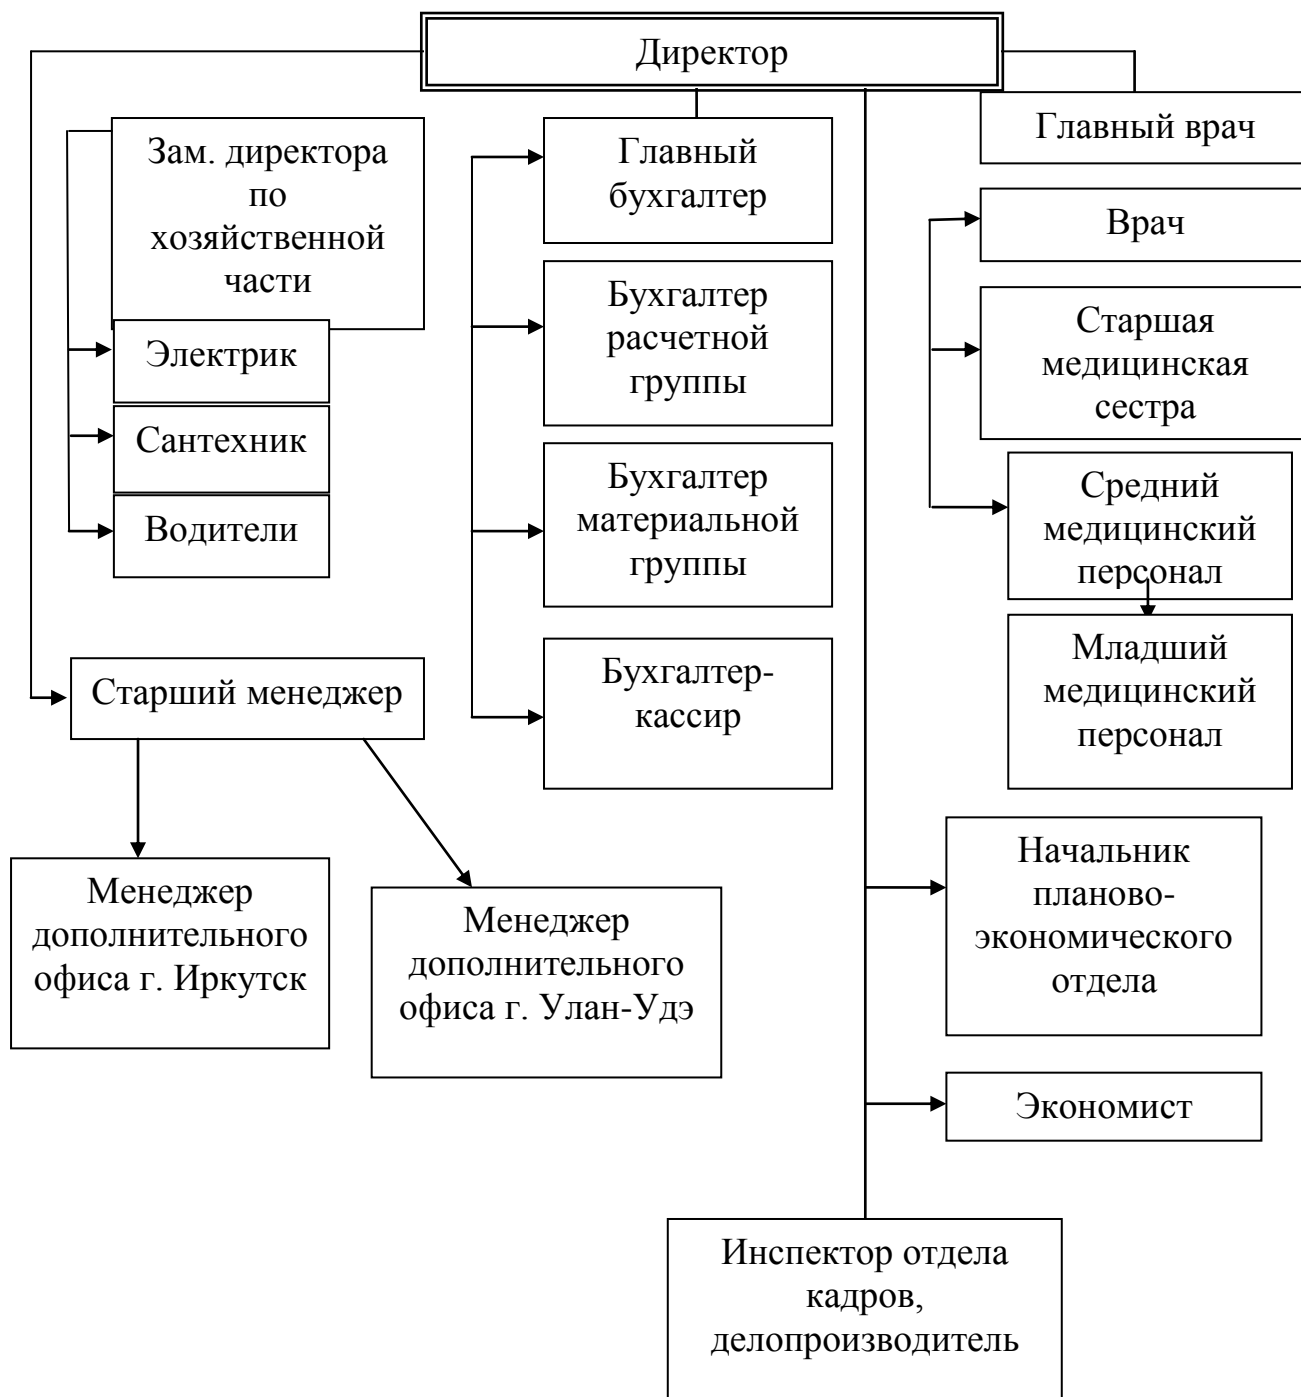 Директор
Зам. директора
по
хозяйственной
части
Электрик
Сантехник
Водители
Старший менеджер
Менеджер
дополнительного
офиса г. Иркутск
Менеджер
дополнительного
офиса г. Улан-Удэ
Главный
бухгалтер
Бухгалтер
расчетной
группы
Бухгалтер
материальной
группы
Бухгалтер-
кассир
Главный врач
Врач
Старшая
медицинская
сестра
Средний
медицинский
персонал
Младший
медицинский
персонал
Начальник
планово-
экономического
отдела
Экономист
Инспектор отдела
кадров,
делопроизводитель